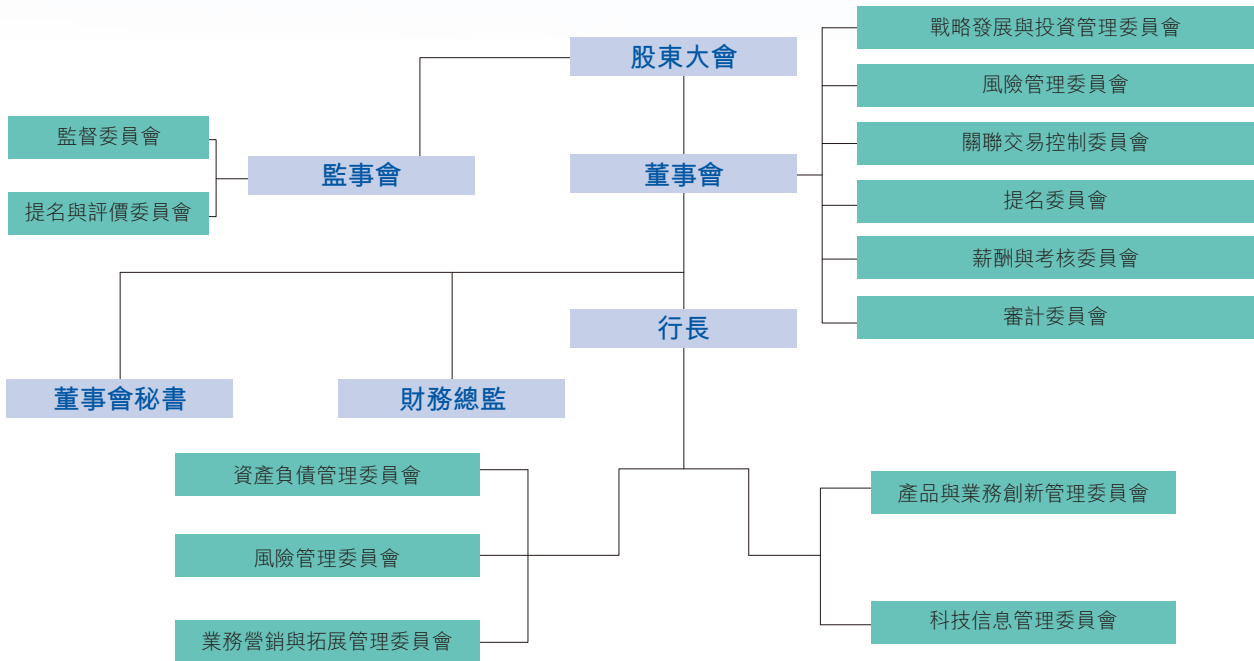 戰略發展與投資管理委員會
股東大會
風險管理委員會
監督委員會
關聯交易控制委員會
監事會
董事會
提名與評價委員會
提名委員會
薪酬與考核委員會
審計委員會
行長
董事會秘書
財務總監
資產負債管理委員會
產品與業務創新管理委員會
風險管理委員會
科技信息管理委員會
業務營銷與拓展管理委員會